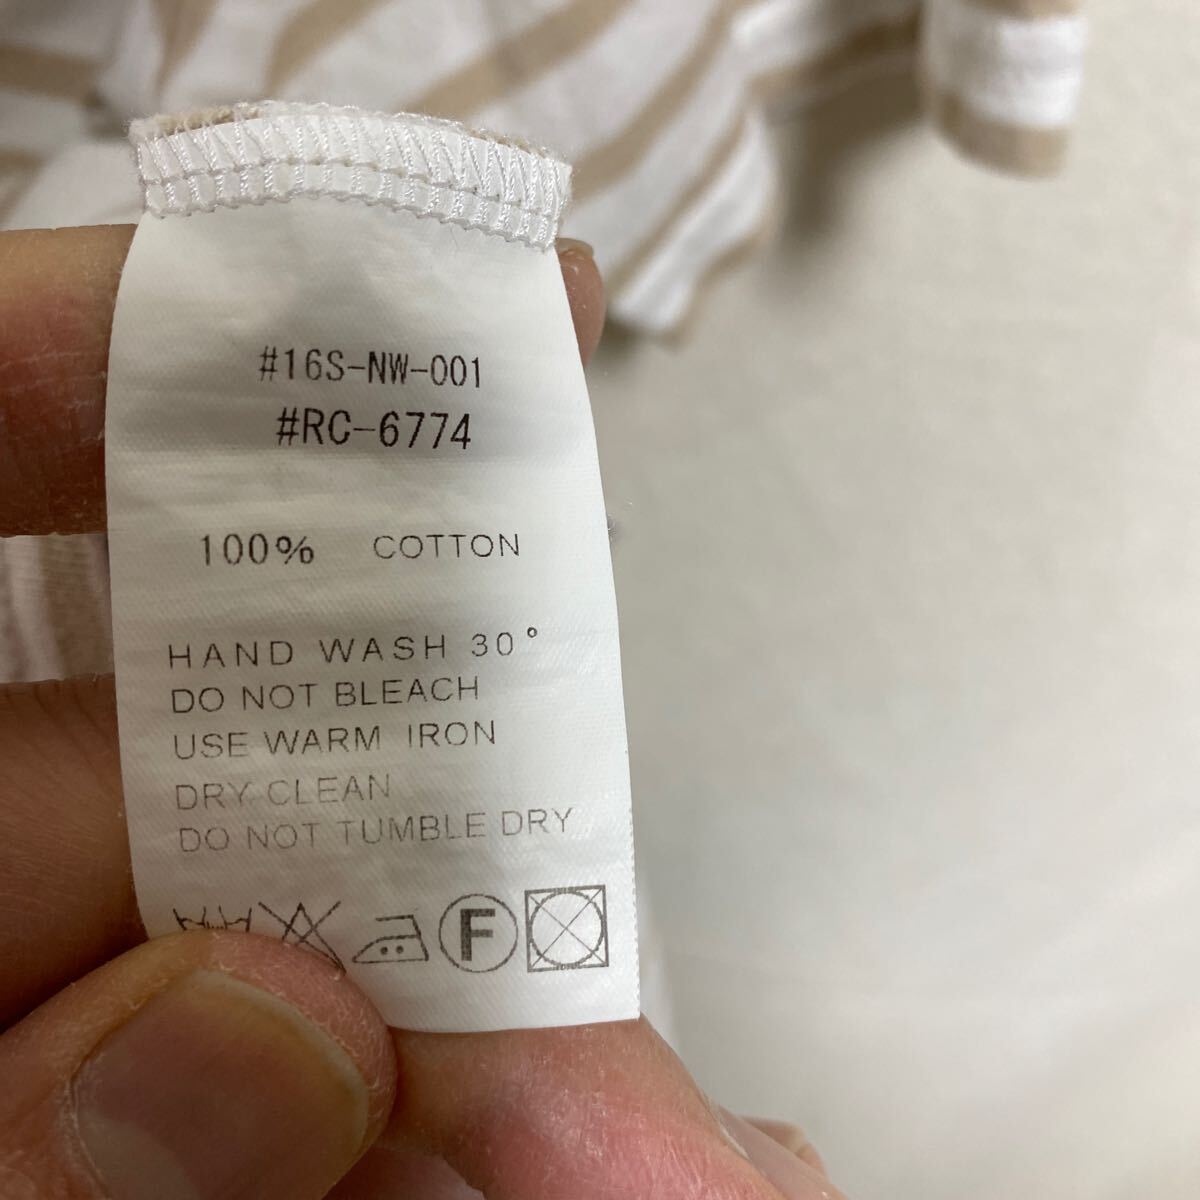 #16S-NW-001
#RC-6774
100% COTTON
HAND WASH 30°
DO NOT BLEACH
USE WARM IRON
DRY CLEAN
DO NOT TUMBLE DRY
F